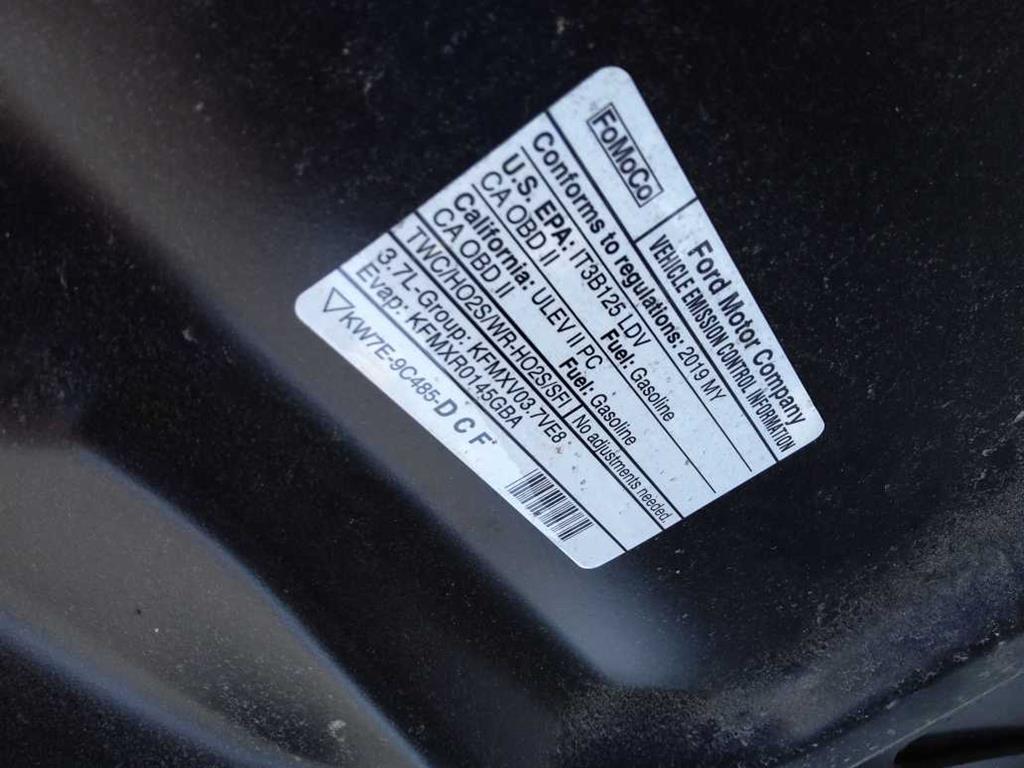 FoMoCo
Ford Motor Company
VEHICLE EMISSION CONTROL INFORMATION
Conforms to regulations: 2019 MY
U.S. EPA: IT3B125 LDV
CA OBD II Fuel: Gasoline
California: ULEV II PC
CA OBD II Fuel: Gasoline
TWC/HO2S/WR-HO2S/SFI No adjustments needed.
3.7L-Group: KFMXV03.7VE8
Evap: KFMXR0145GBA
KW7E-9C485-D C F